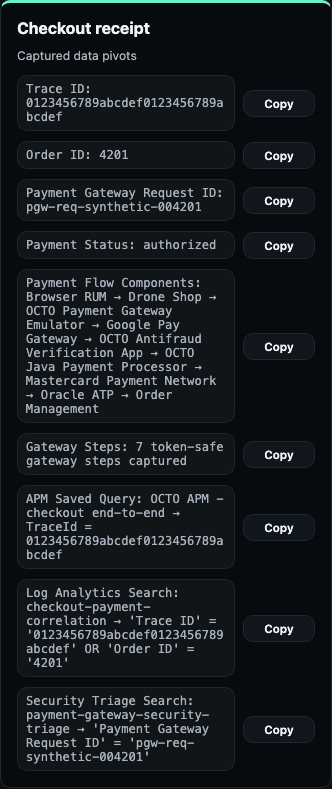 Checkout receipt
Captured data pivots
Trace ID:
0123456789abcdef0123456789a
bcdef
Copy
Order ID: 4201
Copy
Payment Gateway Request ID:
pgw-req-synthetic-004201
Copy
Payment Status: authorized
Copy
Payment Flow Components:
Browser RUM → Drone Shop →
OCTO Payment Gateway
Emulator → Google Pay
Gateway → OCTO Antifraud
Verification App → OCTO
Java Payment Processor →
Mastercard Payment Network
→ Oracle ATP → Order
Management
Copy
Gateway Steps: 7 token-safe
gateway steps captured
Copy
APM Saved Query: OCTO APM -
checkout end-to-end →
TraceId =
0123456789abcdef0123456789a
bcdef
Copy
Log Analytics Search:
checkout-payment-
correlation → 'Trace ID' =
'0123456789abcdef0123456789
abcdef' OR 'Order ID' =
'4201'
Copy
Security Triage Search:
payment-gateway-security-
triage → 'Payment Gateway
Request ID' = 'pgw-req-
synthetic-004201'
Copy